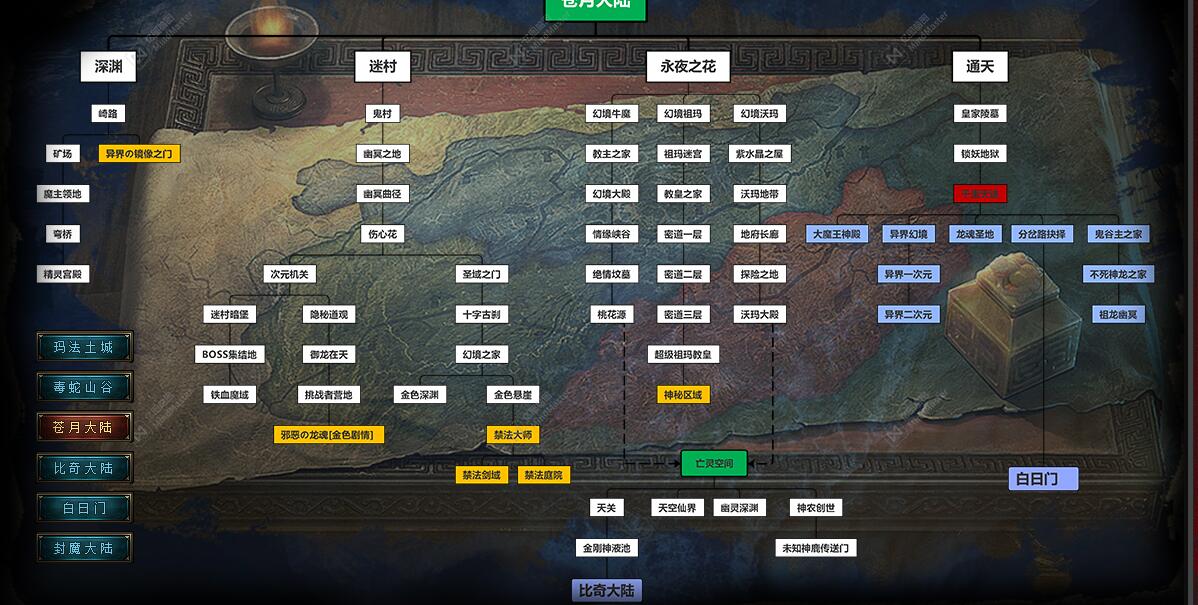 苍月大陆
深渊 迷村 永夜之花 通天
崎路 鬼村 幻境牛魔 幻境祖玛 幻境沃玛 皇家陵墓
矿场 异界の镜像之门 幽冥之地 教主之家 祖玛迷宫 紫水晶之屋 锁妖地狱
魔主领地 幽冥曲径 幻境大殿 教皇之家 沃玛地带
弯桥 伤心花 情缘峡谷 密道一层 地府长廊 大魔王神殿 异界幻境 龙魂圣地 分岔路抉择 鬼谷主之家
精灵宫殿 次元机关 圣域之门 绝情坟墓 密道二层 探险之地 异界一次元 不死神龙之家
迷村暗堡 隐秘道观 十字古刹 桃花源 密道三层 沃玛大殿 异界二次元 祖龙幽冥
玛法土城
BOSS集结地 御龙在天 幻境之家 超级祖玛教皇
毒蛇山谷
铁血魔域 挑战者营地 金色深渊 金色悬崖 神秘区域
苍月大陆
邪恶の龙魂[金色剧情] 禁法大师
比奇大陆
禁法剑域 禁法庭院 亡灵空间 白日门
白日门
天关 天空仙界 幽灵深渊 神农创世
封魔大陆
金刚神液池 未知神鹿传送门
比奇大陆